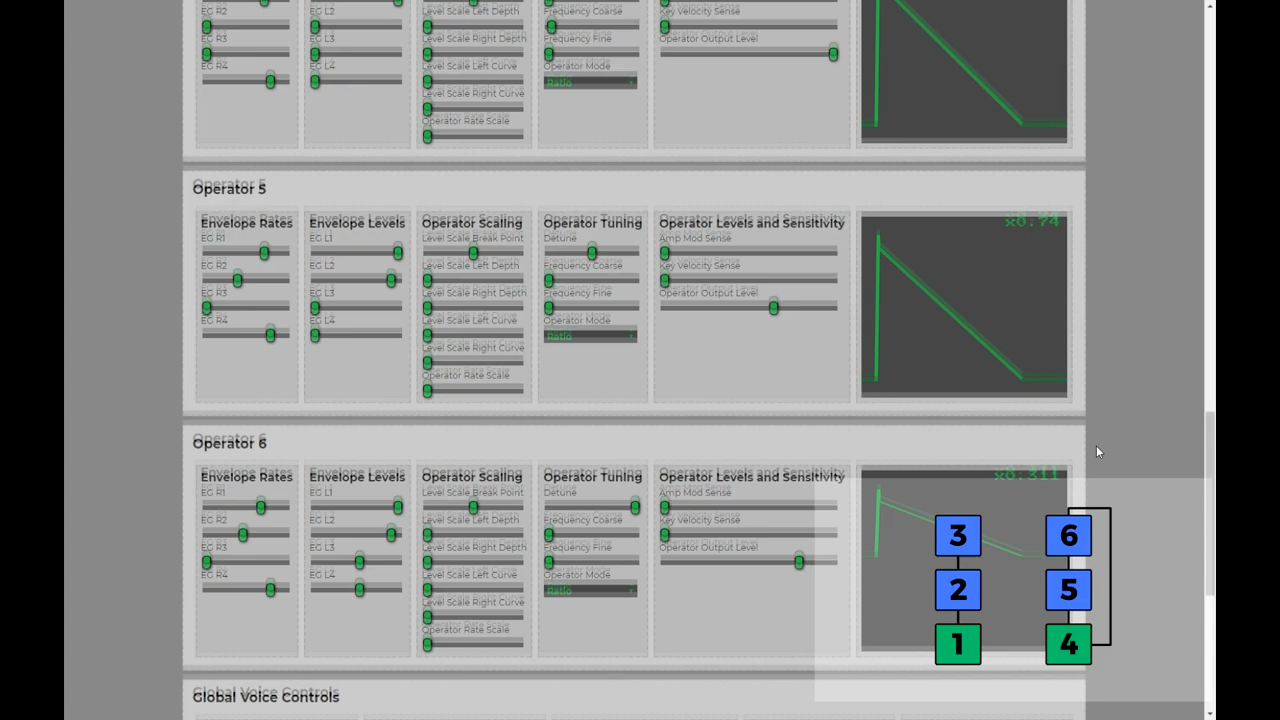 Level Scale Left Depth
Key Velocity Sense
EG R2
EG L2
Level Scale Right Depth
Frequency Coarse
Operator Output Level
EG R3
EG L3
Frequency Fine
EG R4
EG L4
Level Scale Left Curve
Operator Mode
Ratio
Level Scale Right Curve
Operator Rate Scale
Operator 5
Envelope Rates
Envelope Levels
Operator Scaling
Operator Tuning
Operator Levels and Sensitivity
EG R1
EG L1
Level Scale Break Point
Detune
Amp Mod Sense
EG R2
EG L2
Level Scale Left Depth
Frequency Coarse
Key Velocity Sense
EG R3
EG L3
Level Scale Right Depth
Frequency Fine
Operator Output Level
EG R4
EG L4
Level Scale Left Curve
Operator Mode
Ratio
Level Scale Right Curve
Operator Rate Scale
Operator 6
Envelope Rates
Envelope Levels
Operator Scaling
Operator Tuning
Operator Levels and Sensitivity
EG R1
EG L1
Level Scale Break Point
Detune
Amp Mod Sense
EG R2
EG L2
Level Scale Left Depth
Frequency Coarse
Key Velocity Sense
EG R3
EG L3
Level Scale Right Depth
Frequency Fine
Operator Output Level
EG R4
EG L4
Level Scale Left Curve
Operator Mode
Ratio
Level Scale Right Curve
Operator Rate Scale
3
6
2
5
1
4
Global Voice Controls